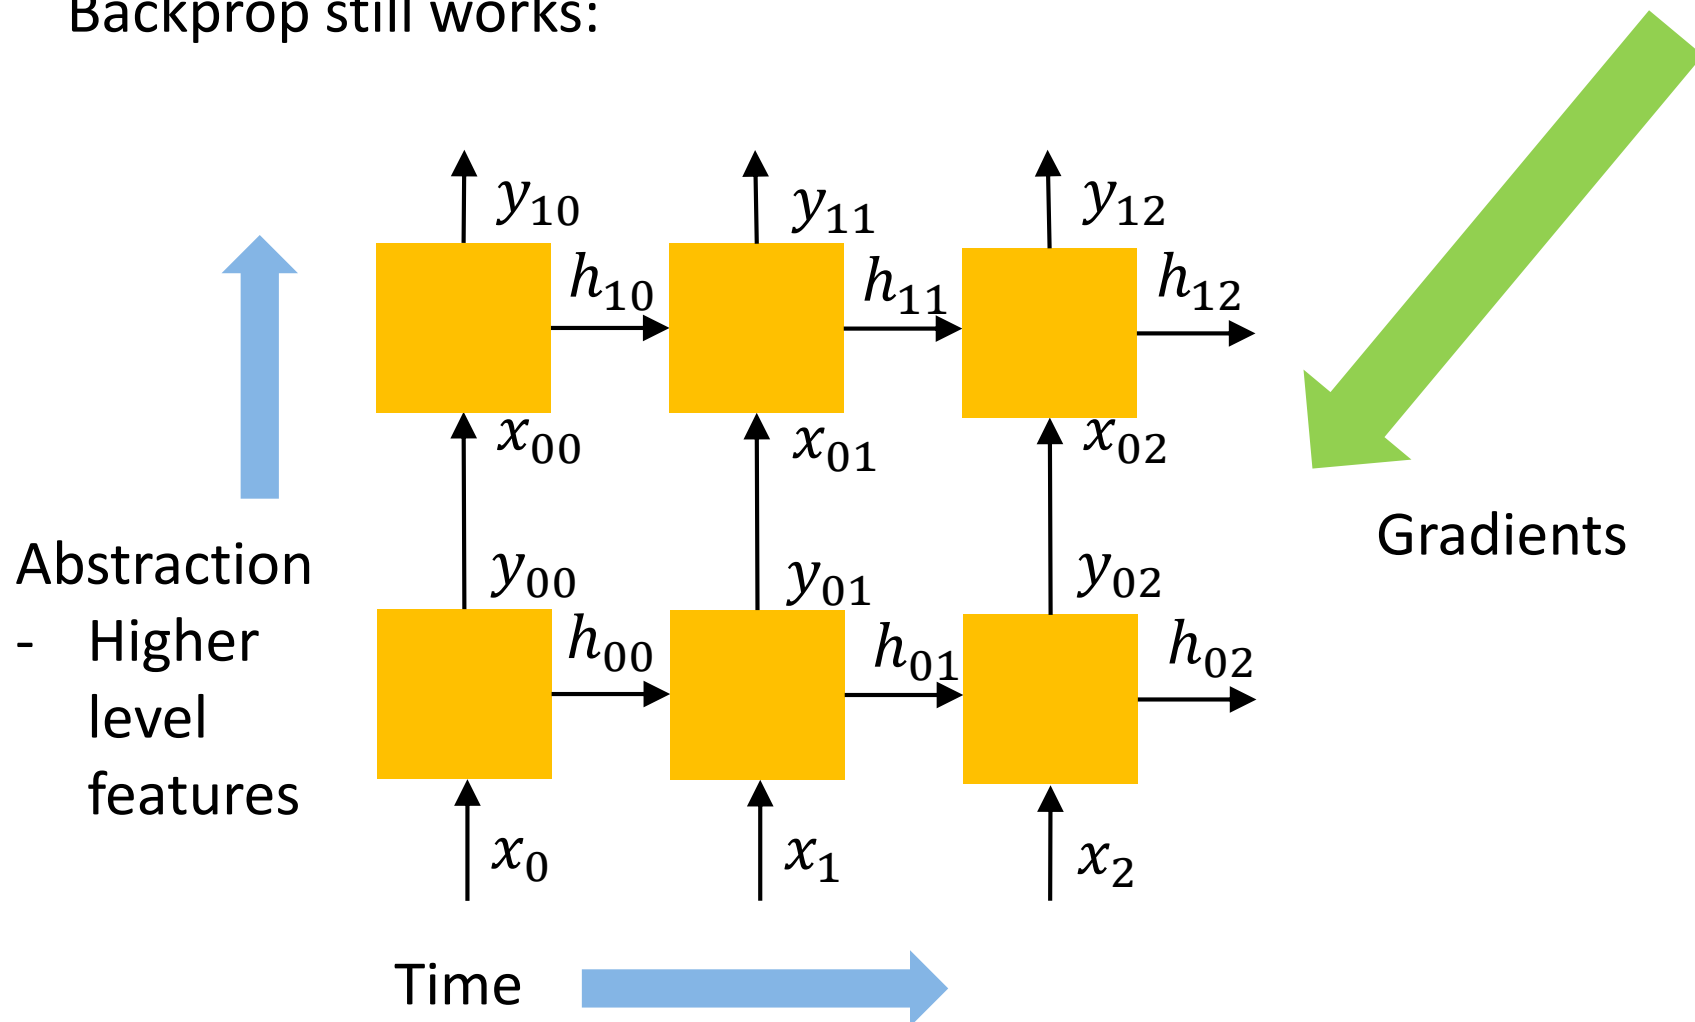 Backprop still works:
y₁₀ y₁₁ y₁₂
h₁₀ h₁₁ h₁₂
x₀₀ x₀₁ x₀₂
Gradients
Abstraction
y₀₀ y₀₁ y₀₂
- Higher
level
features
h₀₀ h₀₁ h₀₂
x₀ x₁ x₂
Time